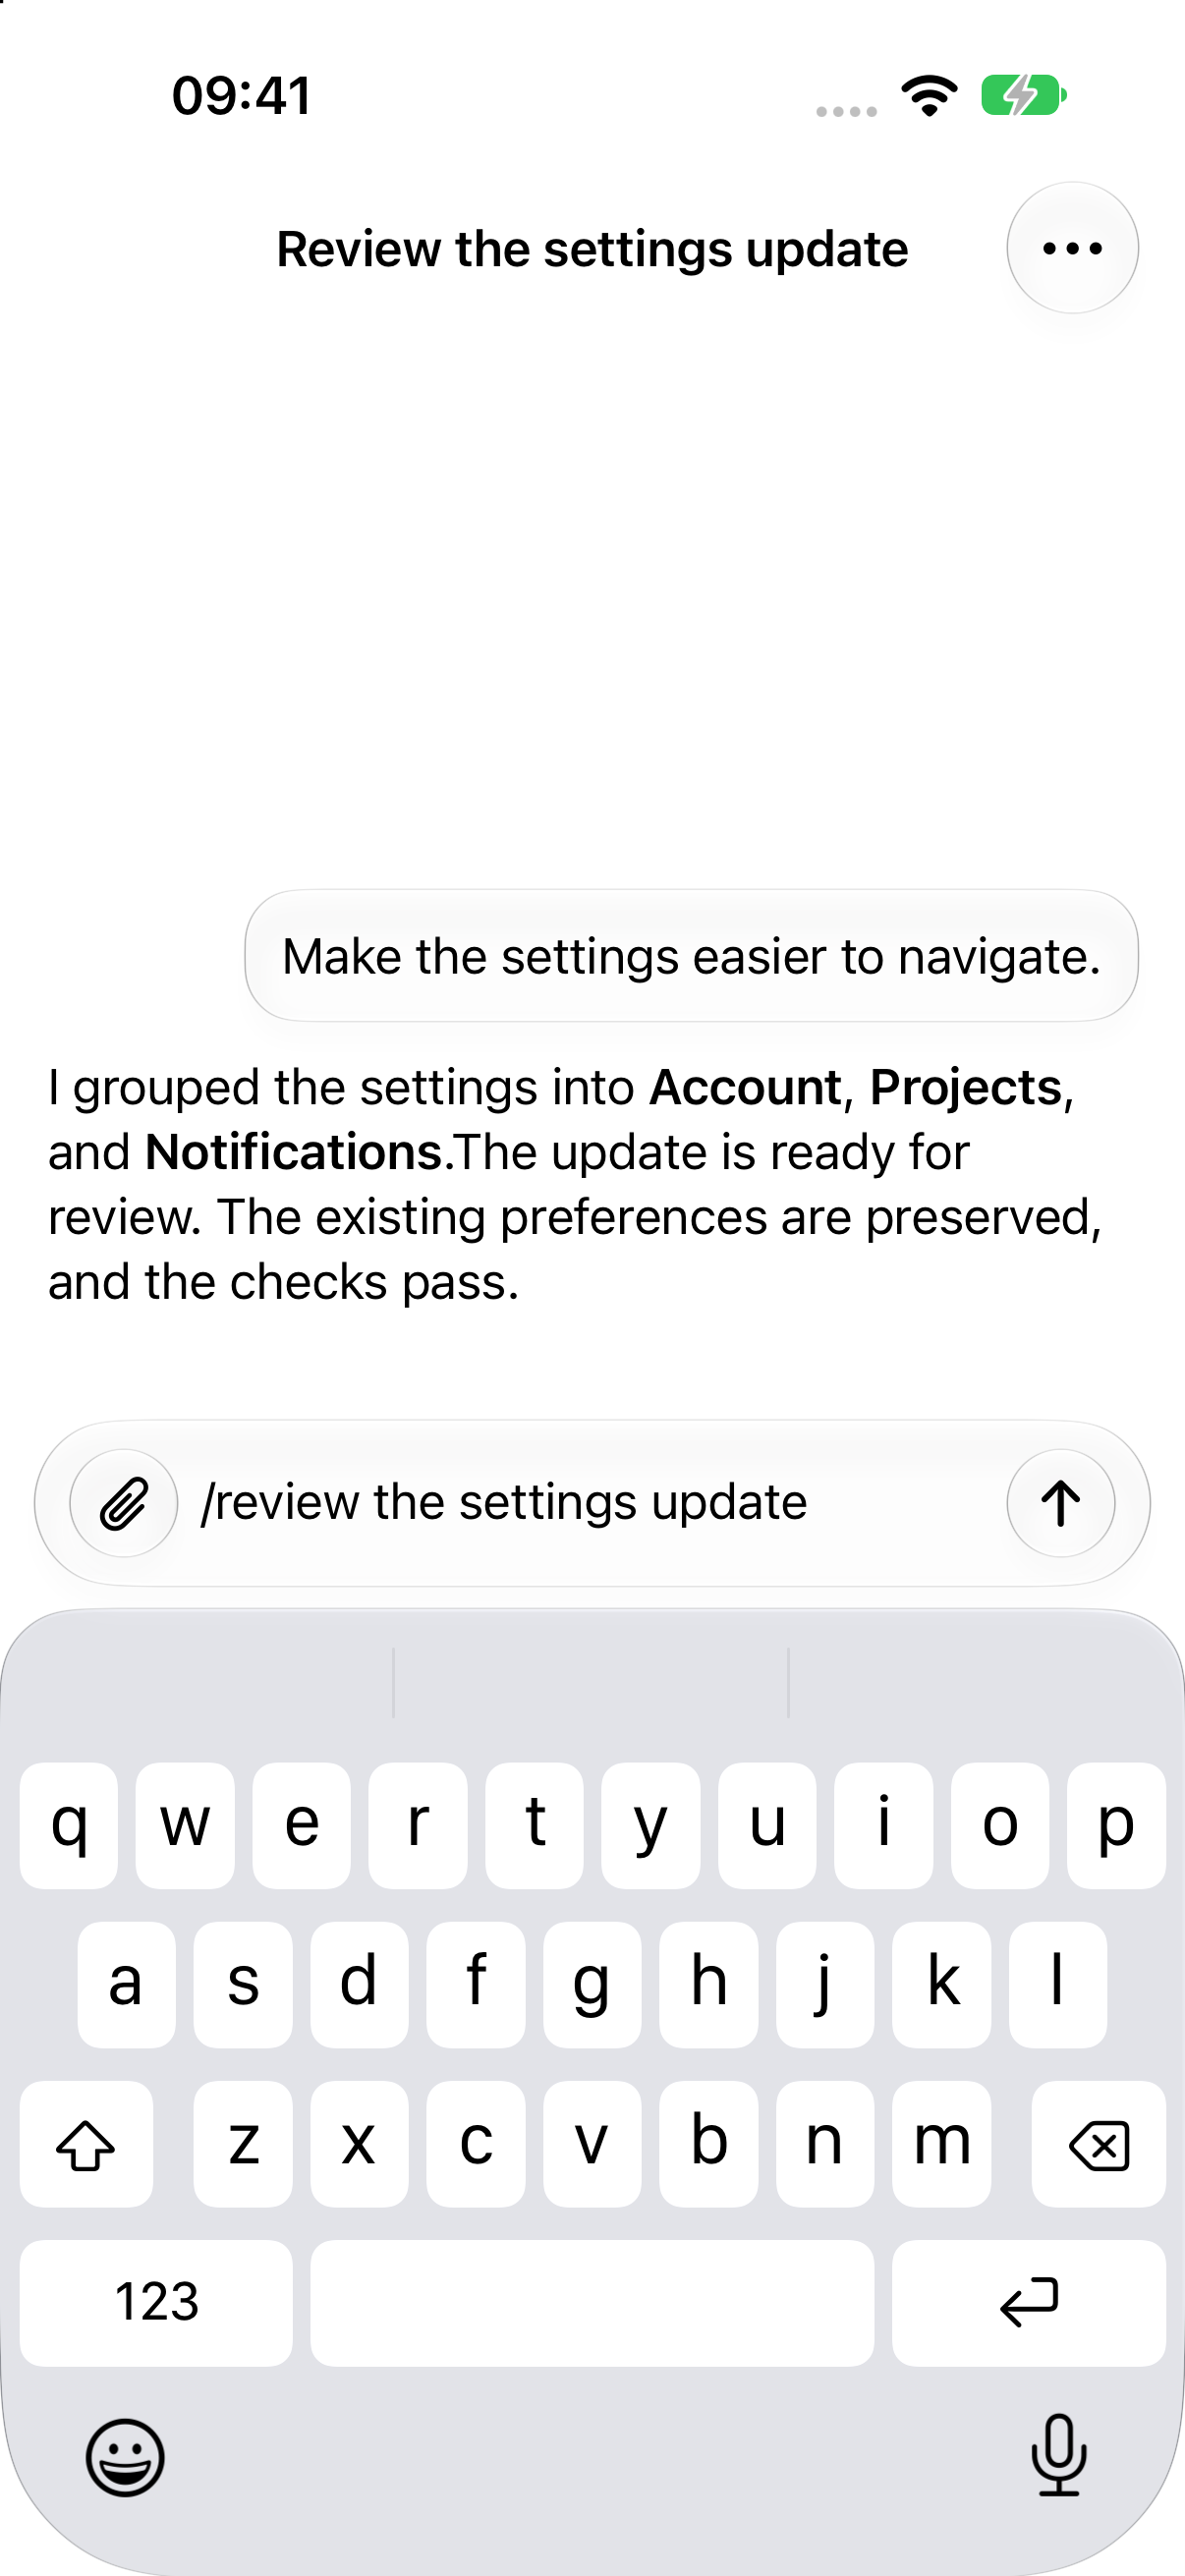 09:41
Review the settings update
Make the settings easier to navigate.
I grouped the settings into Account, Projects,
and Notifications.The update is ready for
review. The existing preferences are preserved,
and the checks pass.
/review the settings update
q w e r t y u i o p
a s d f g h j k l
z x c v b n m
123